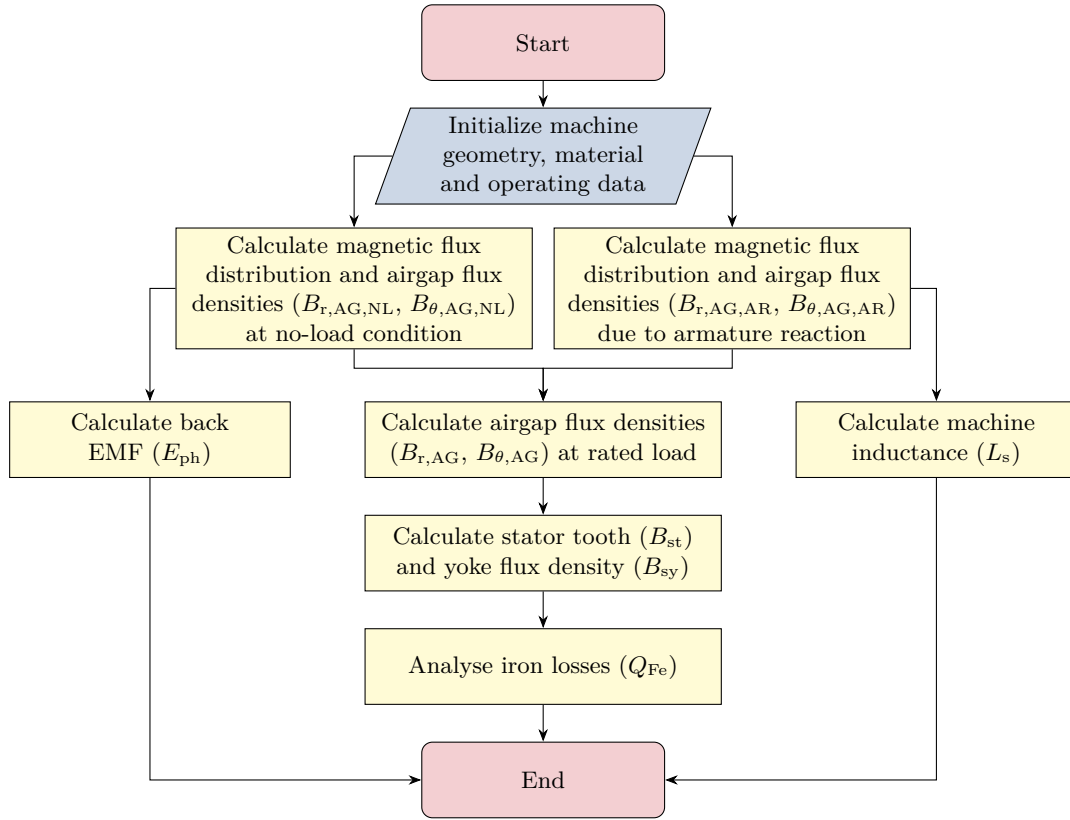 Start
Initialize machine
geometry, material
and operating data
Calculate magnetic flux
distribution and airgap flux
densities (B_r,AG,NL, B_θ,AG,NL)
at no-load condition
Calculate magnetic flux
distribution and airgap flux
densities (B_r,AG,AR, B_θ,AG,AR)
due to armature reaction
Calculate back
EMF (E_ph)
Calculate airgap flux densities
(B_r,AG, B_θ,AG) at rated load
Calculate machine
inductance (L_s)
Calculate stator tooth (B_st)
and yoke flux density (B_sy)
Analyse iron losses (Q_Fe)
End